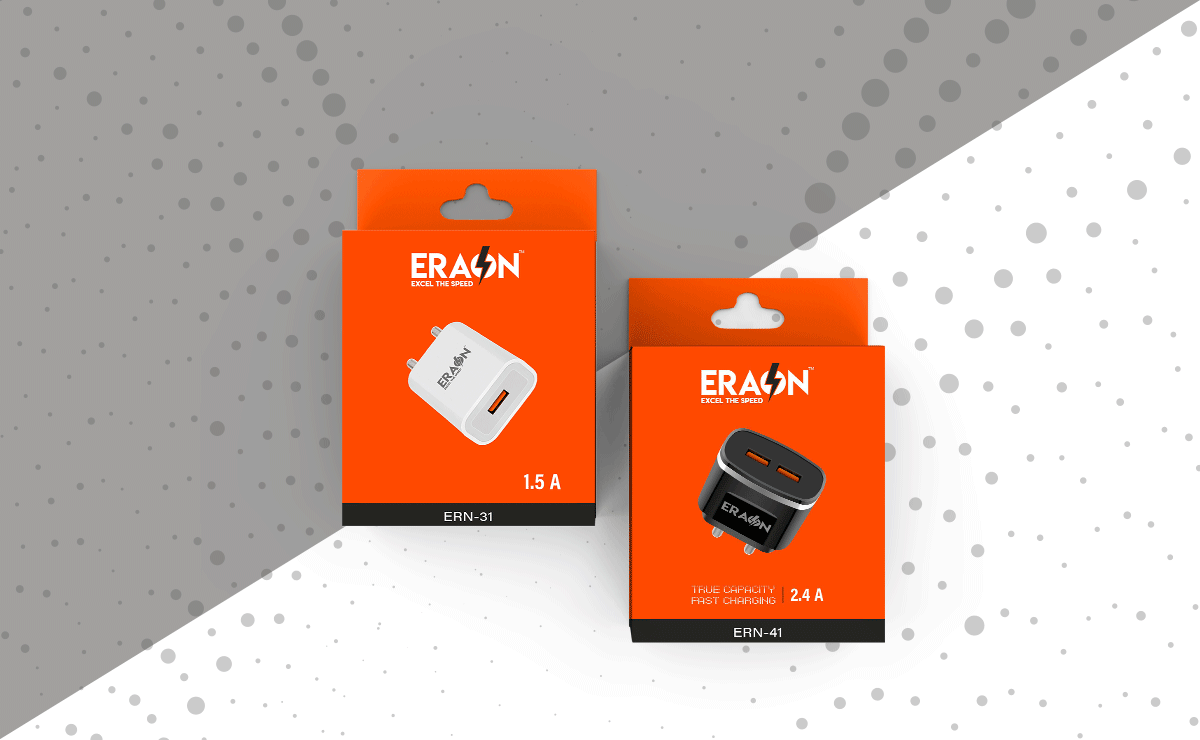 ERAON™
EXCEL THE SPEED
ERAON
1.5 A
ERN-31
ERAON™
EXCEL THE SPEED
ERAON
TRUE CAPACITY
FAST CHARGING
2.4 A
ERN-41